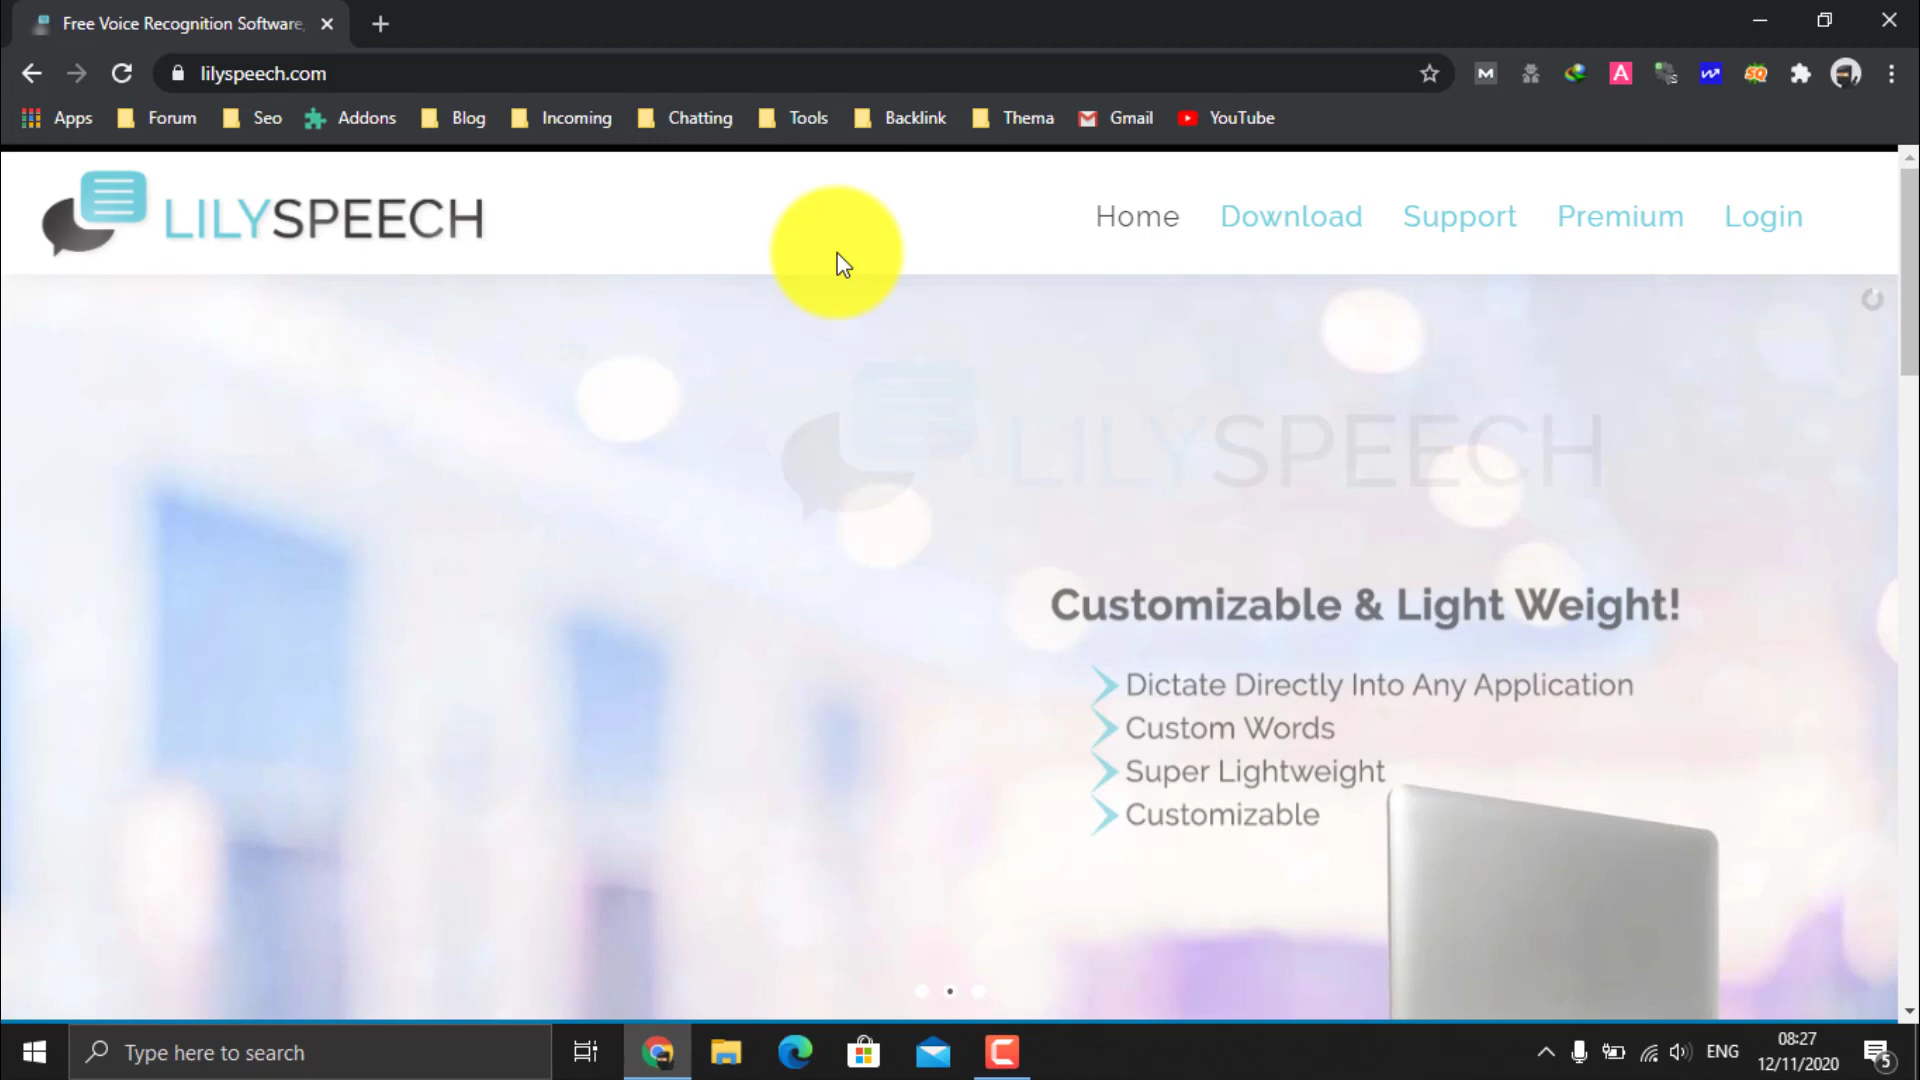 Free Voice Recognition Software,
lilyspeech.com
Apps Forum Seo Addons Blog Incoming Chatting Tools Backlink Thema Gmail YouTube
LILYSPEECH
Home Download Support Premium Login
LILYSPEECH
Customizable & Light Weight!
Dictate Directly Into Any Application
Custom Words
Super Lightweight
Customizable
Type here to search
ENG
08:27
12/11/2020
5